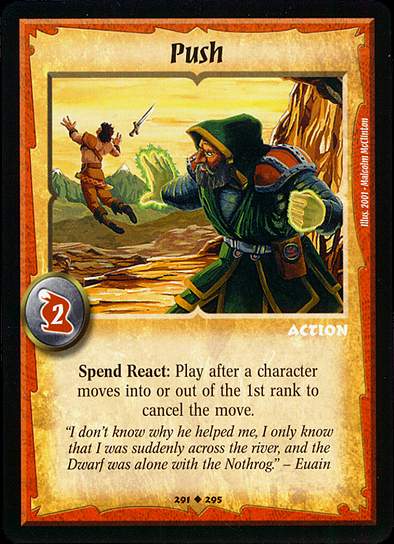 Push
Illus. 2001 - Malcolm McClinton
2
ACTION
Spend React: Play after a character
moves into or out of the 1st rank to
cancel the move.
“I don't know why he helped me, I only know
that I was suddenly across the river, and the
Dwarf was alone with the Nothrog.” – Euain
291 ◆ 295